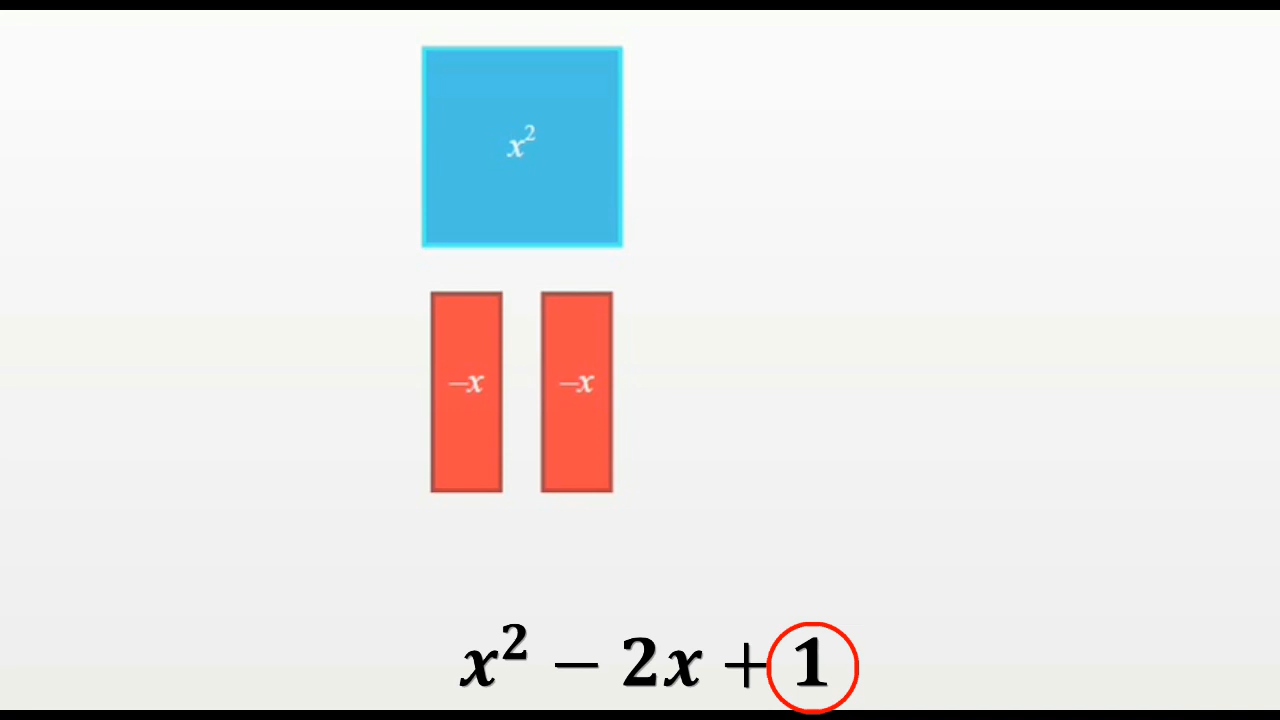 x²
−x −x
x² − 2x + 1